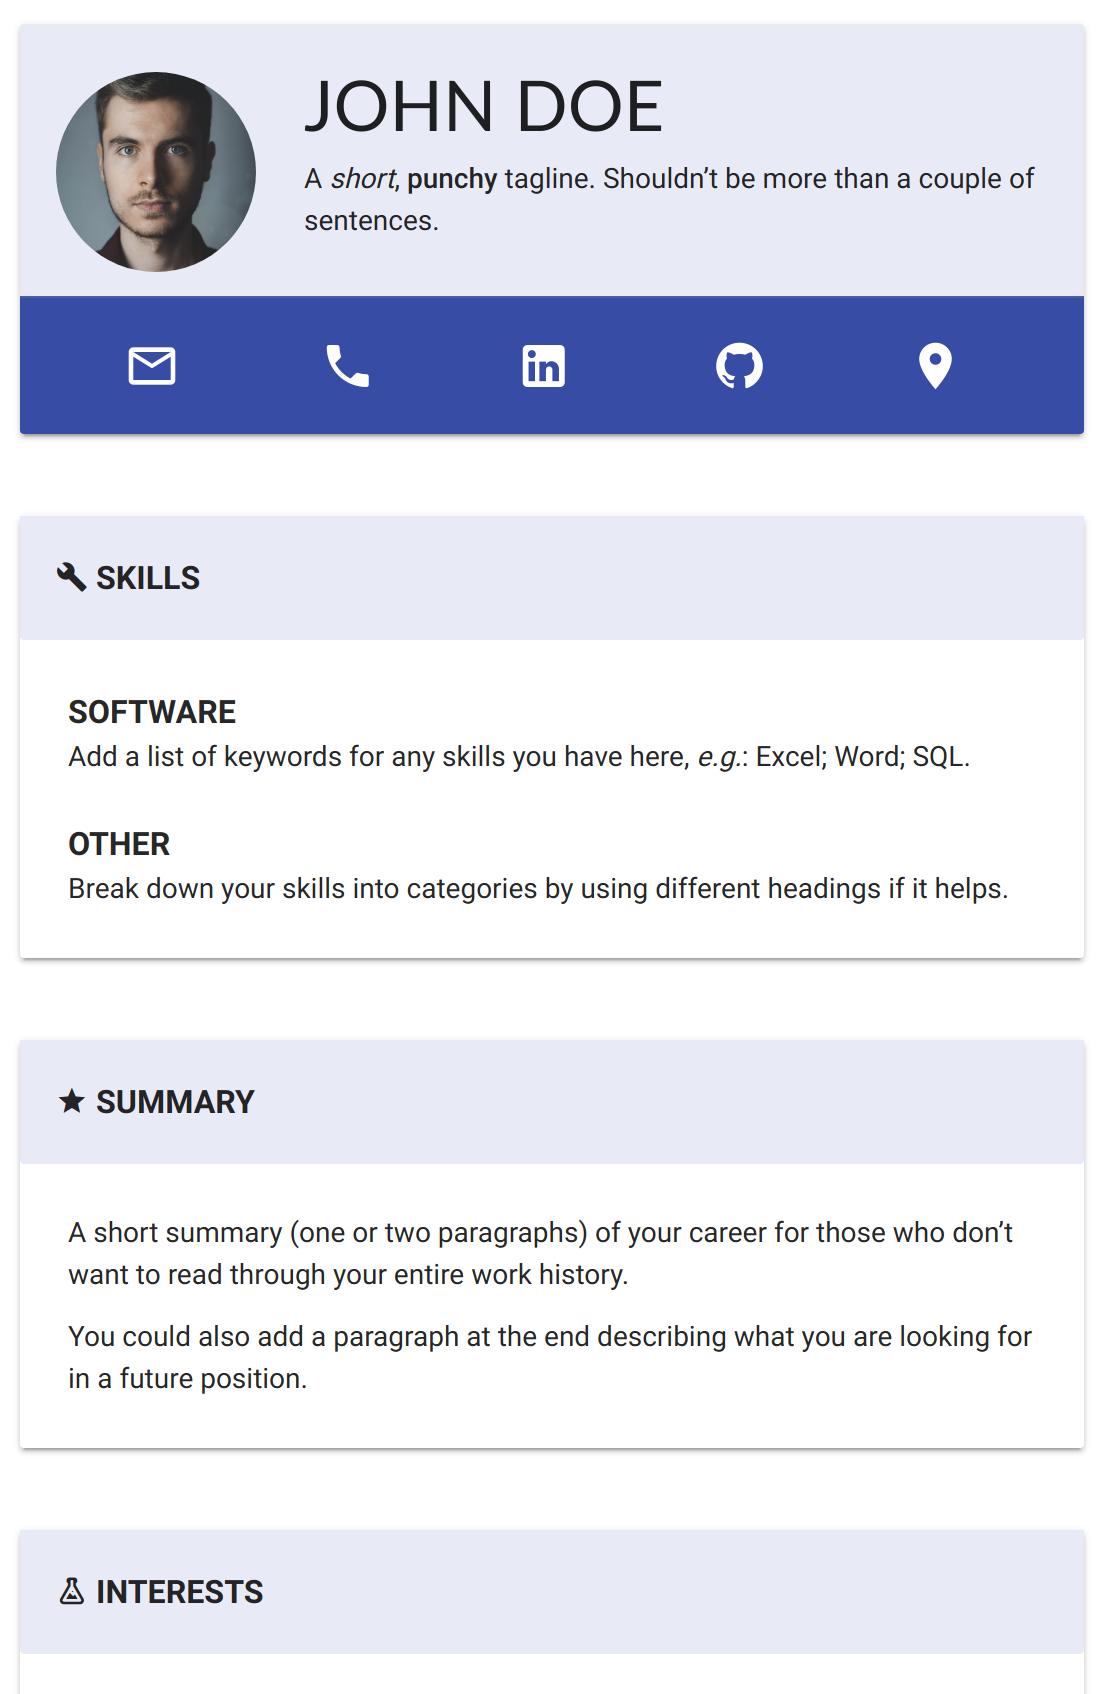 JOHN DOE
A short, punchy tagline. Shouldn’t be more than a couple of
sentences.
in
SKILLS
SOFTWARE
Add a list of keywords for any skills you have here, e.g.: Excel; Word; SQL.
OTHER
Break down your skills into categories by using different headings if it helps.
SUMMARY
A short summary (one or two paragraphs) of your career for those who don’t
want to read through your entire work history.
You could also add a paragraph at the end describing what you are looking for
in a future position.
INTERESTS